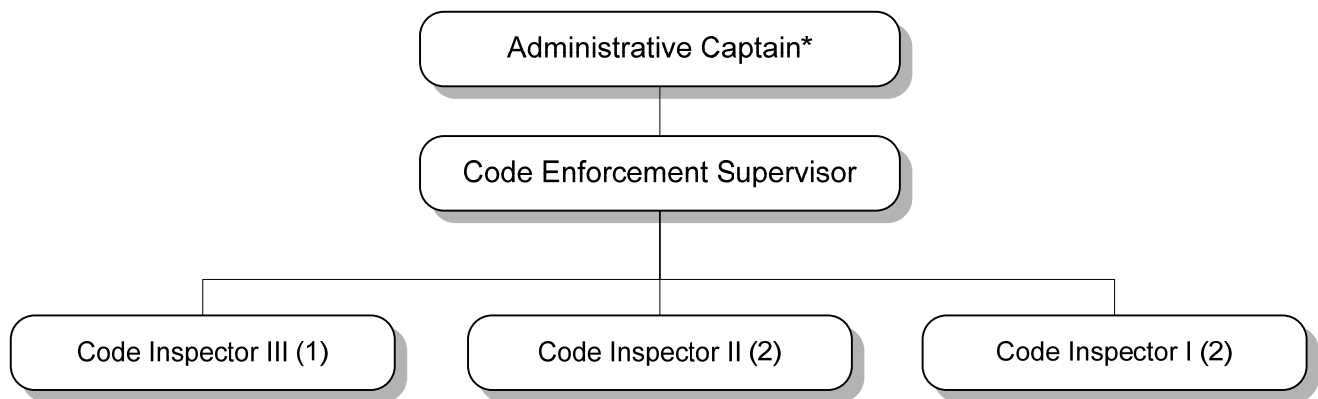 Administrative Captain*
Code Enforcement Supervisor
Code Inspector III (1)
Code Inspector II (2)
Code Inspector I (2)